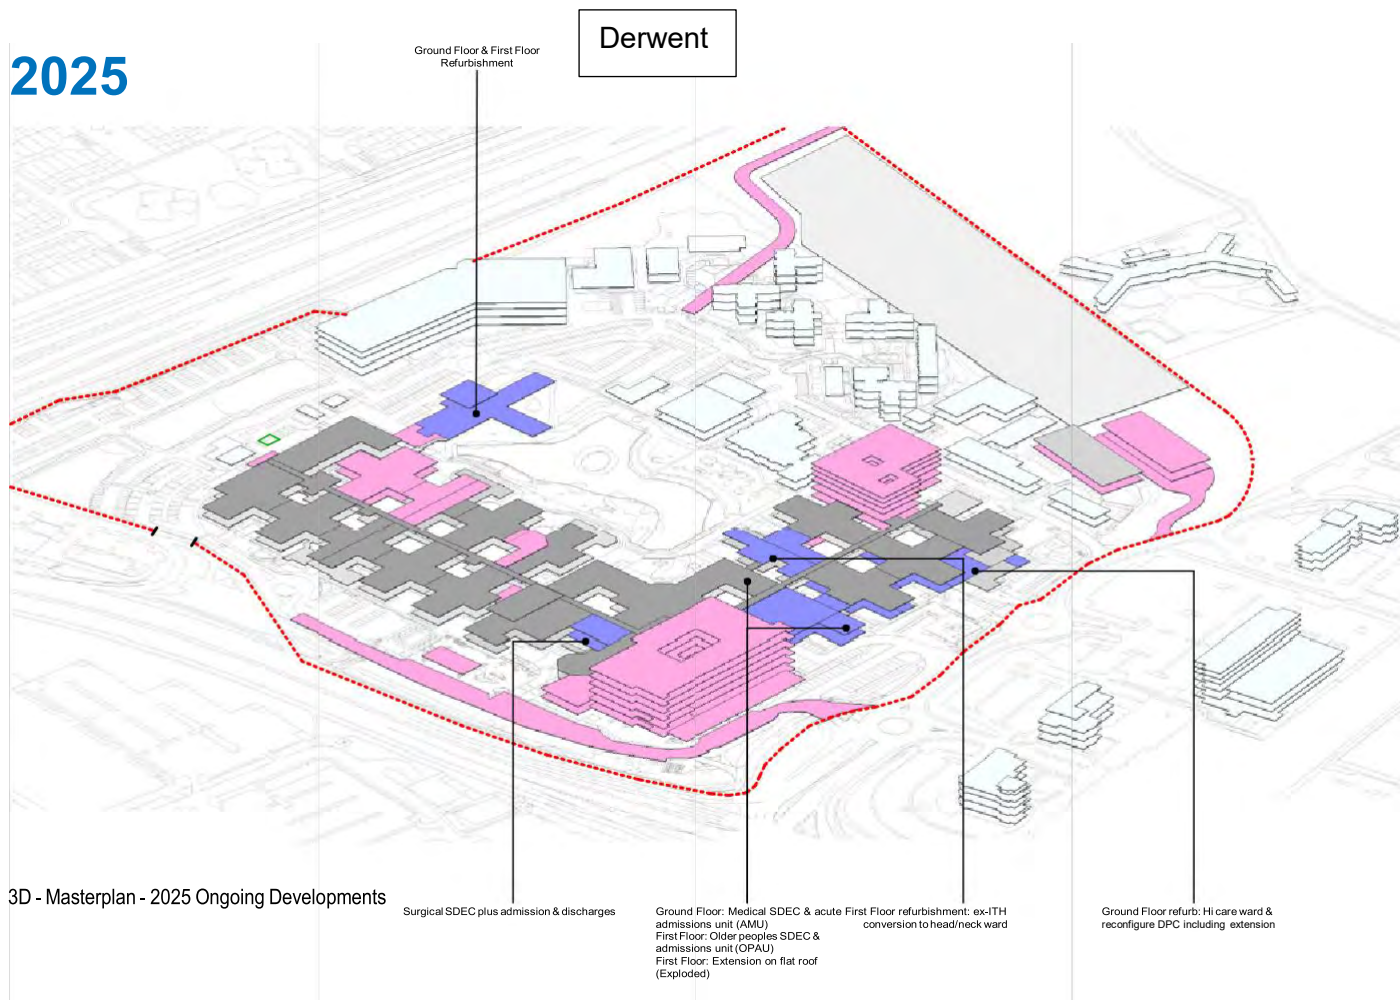 Derwent
2025
Ground Floor & First Floor
Refurbishment
3D - Masterplan - 2025 Ongoing Developments
Surgical SDEC plus admission & discharges
Ground Floor: Medical SDEC & acute
admissions unit (AMU)
First Floor: Older peoples SDEC &
admissions unit (OPAU)
First Floor: Extension on flat roof
(Exploded)
First Floor refurbishment: ex-ITH
conversion to head/neck ward
Ground Floor refurb: Hi care ward &
reconfigure DPC including extension